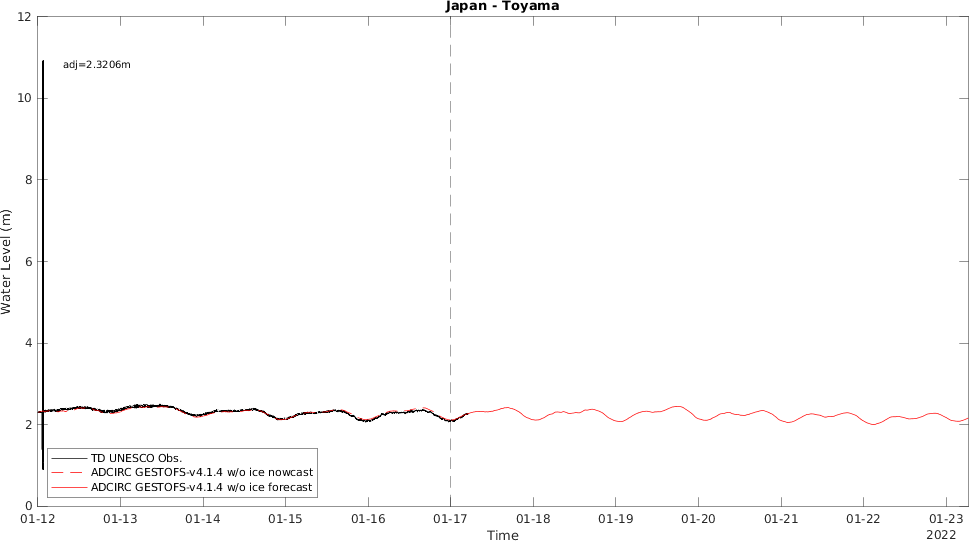 Japan - Toyama
12
10
8
6
4
2
0
Water Level (m)
adj=2.3206m
TD UNESCO Obs.
ADCIRC GESTOFS-v4.1.4 w/o ice nowcast
ADCIRC GESTOFS-v4.1.4 w/o ice forecast
01-12 01-13 01-14 01-15 01-16 01-17 01-18 01-19 01-20 01-21 01-22 01-23
Time
2022